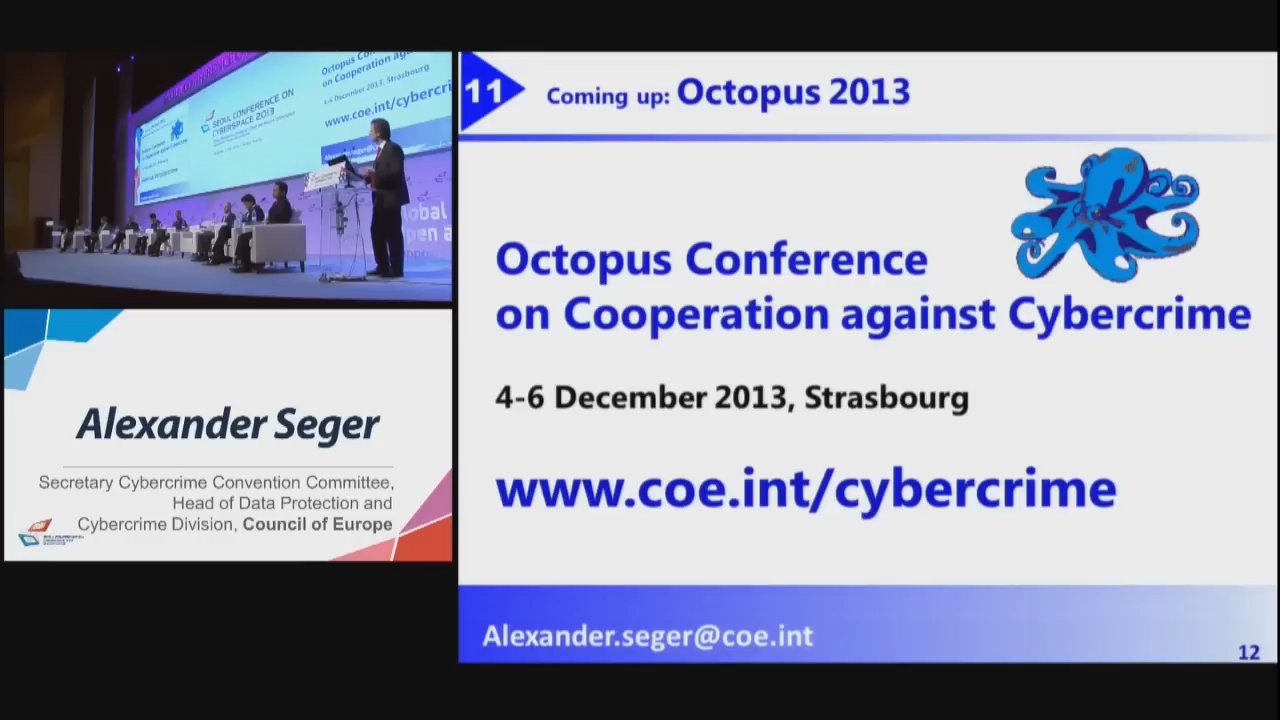 Octopus Con
on Cooperation aga
4-6 December 2013, Strasbourg
www.coe.int/cybercri
SEOUL CONFERENCE ON
CYBERSPACE 2013
Alexander Seger
Secretary Cybercrime Convention Committee,
Head of Data Protection and
Cybercrime Division, Council of Europe
11
Coming up: Octopus 2013
Octopus Conference
on Cooperation against Cybercrime
4-6 December 2013, Strasbourg
www.coe.int/cybercrime
Alexander.seger@coe.int
12